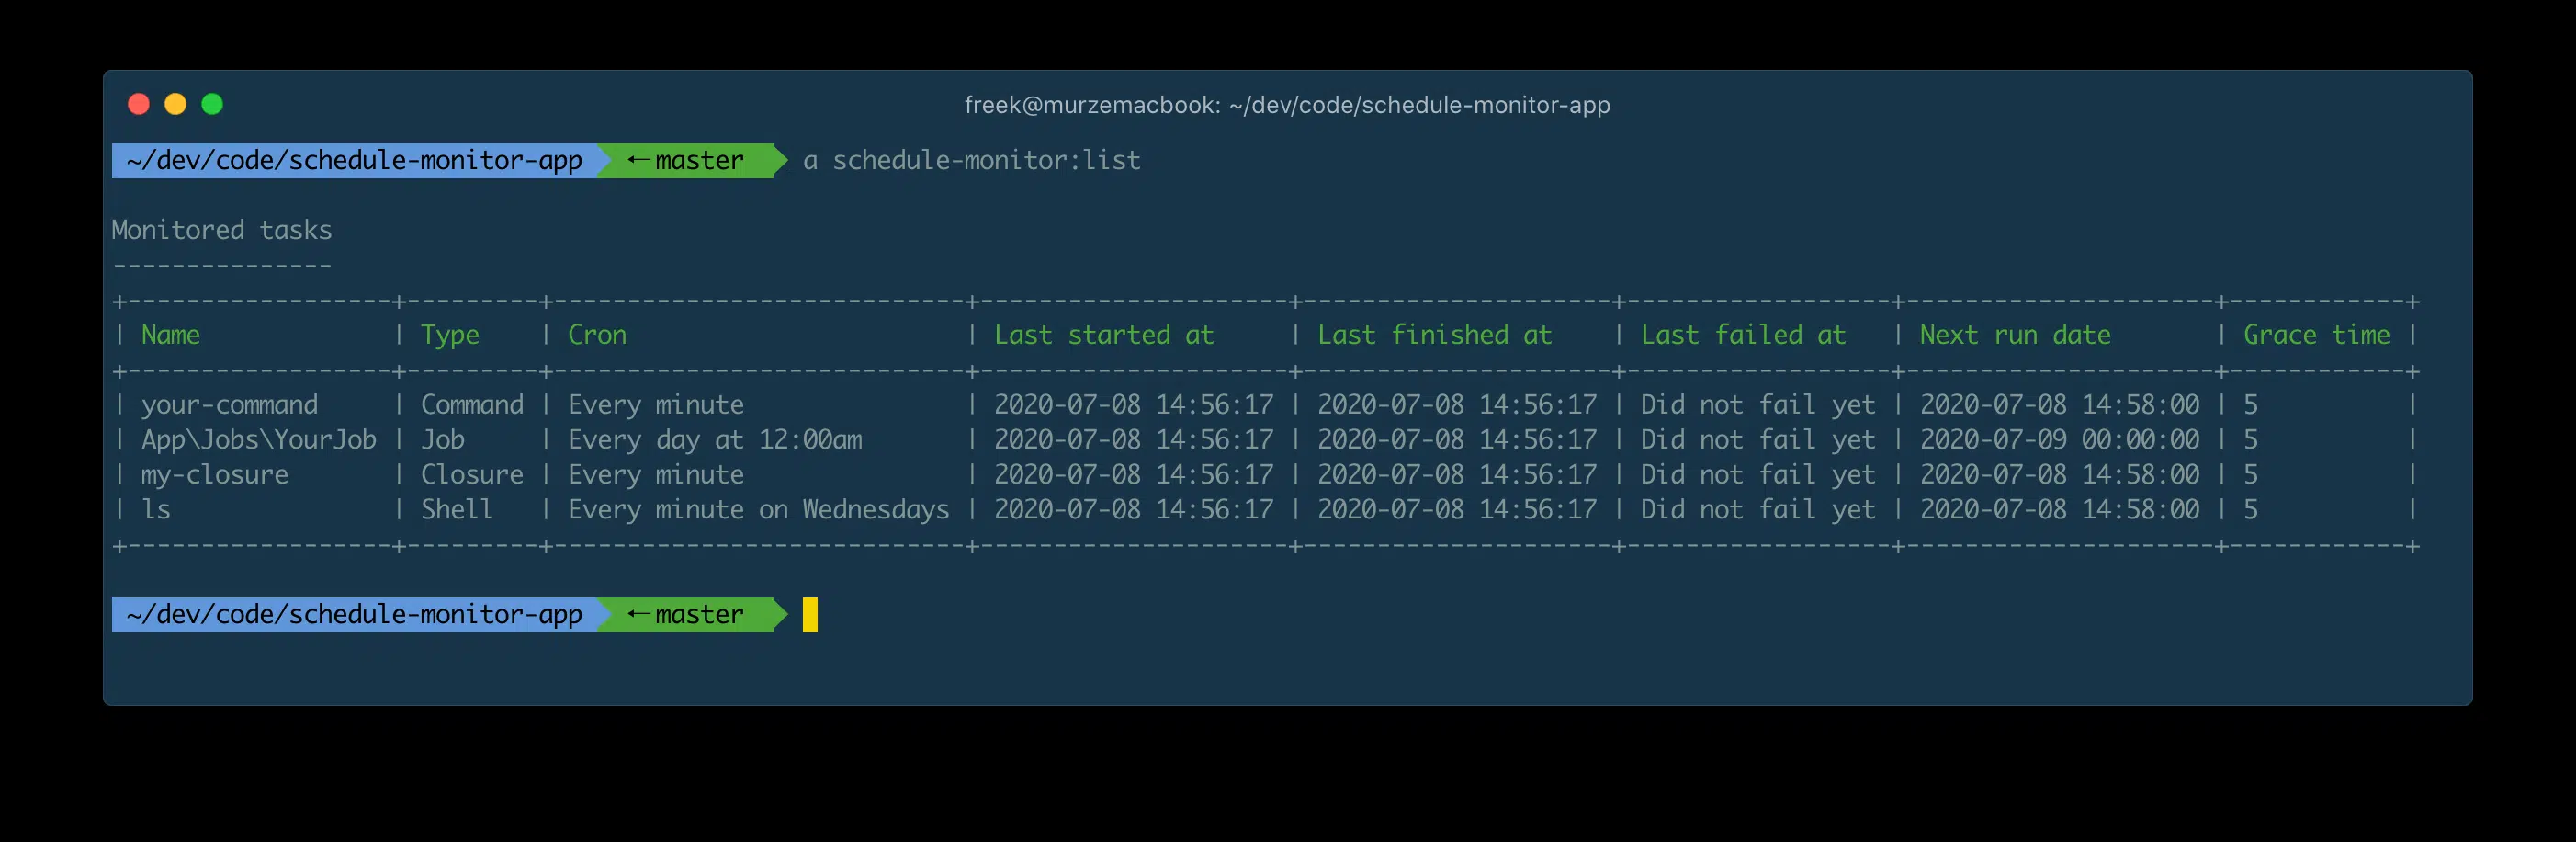 freek@murzemacbook: ~/dev/code/schedule-monitor-app
~/dev/code/schedule-monitor-app ←master a schedule-monitor:list
Monitored tasks
---------------
+------------------+---------+----------------------------+---------------------+---------------------+------------------+---------------------+------------+
| Name             | Type    | Cron                       | Last started at     | Last finished at    | Last failed at   | Next run date       | Grace time |
+------------------+---------+----------------------------+---------------------+---------------------+------------------+---------------------+------------+
| your-command     | Command | Every minute               | 2020-07-08 14:56:17 | 2020-07-08 14:56:17 | Did not fail yet | 2020-07-08 14:58:00 | 5          |
| App\Jobs\YourJob | Job     | Every day at 12:00am       | 2020-07-08 14:56:17 | 2020-07-08 14:56:17 | Did not fail yet | 2020-07-09 00:00:00 | 5          |
| my-closure       | Closure | Every minute               | 2020-07-08 14:56:17 | 2020-07-08 14:56:17 | Did not fail yet | 2020-07-08 14:58:00 | 5          |
| ls               | Shell   | Every minute on Wednesdays | 2020-07-08 14:56:17 | 2020-07-08 14:56:17 | Did not fail yet | 2020-07-08 14:58:00 | 5          |
+------------------+---------+----------------------------+---------------------+---------------------+------------------+---------------------+------------+
~/dev/code/schedule-monitor-app ←master